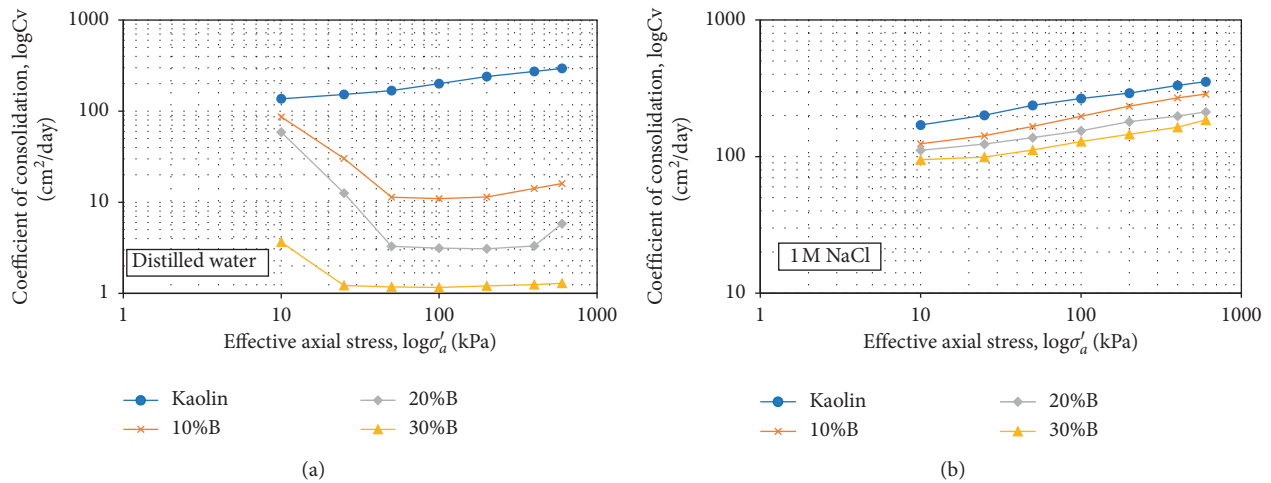 Coefficient of consolidation, logCv
(cm²/day)
1000
100
10
1
Distilled water
1 10 100 1000
Effective axial stress, logσ′a (kPa)
Kaolin
10%B
20%B
30%B
(a)
Coefficient of consolidation, logCv
(cm²/day)
1000
100
10
1 M NaCl
1 10 100 1000
Effective axial stress, logσ′a (kPa)
Kaolin
10%B
20%B
30%B
(b)